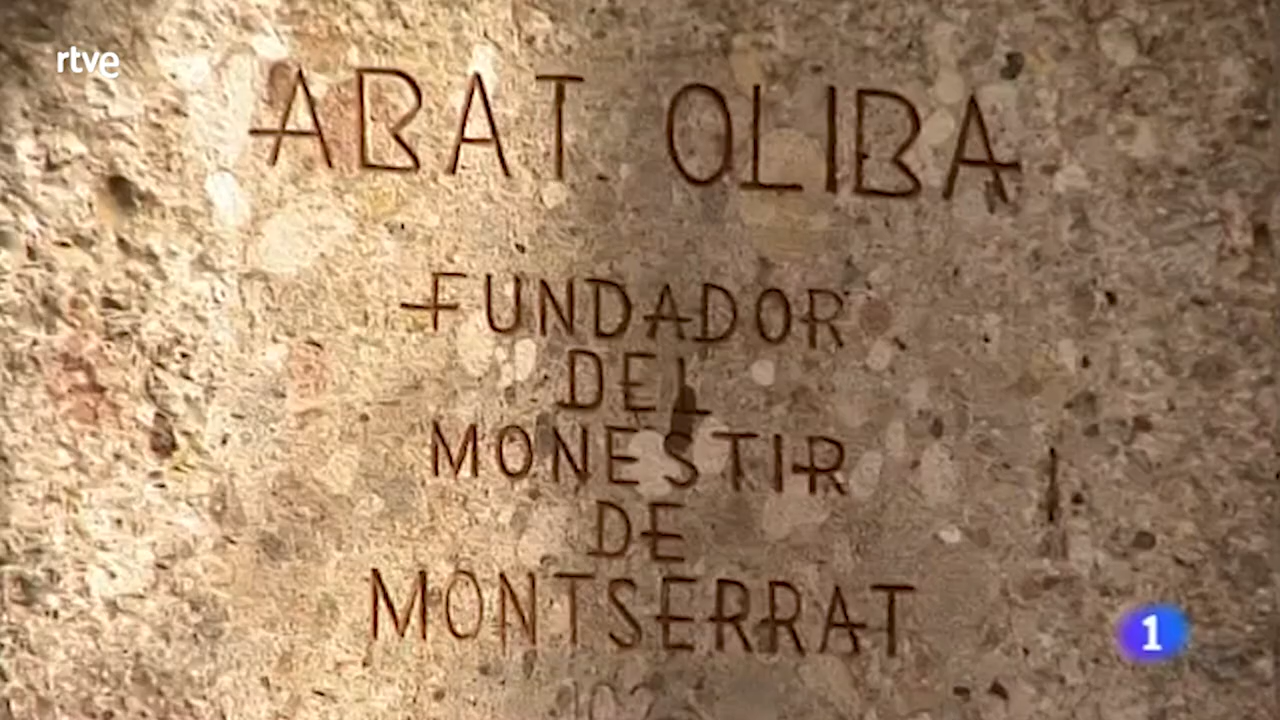 rtve
ABAT OLIBA
FUNDADOR
DEL
MONESTIR
DE
MONTSERRAT
1